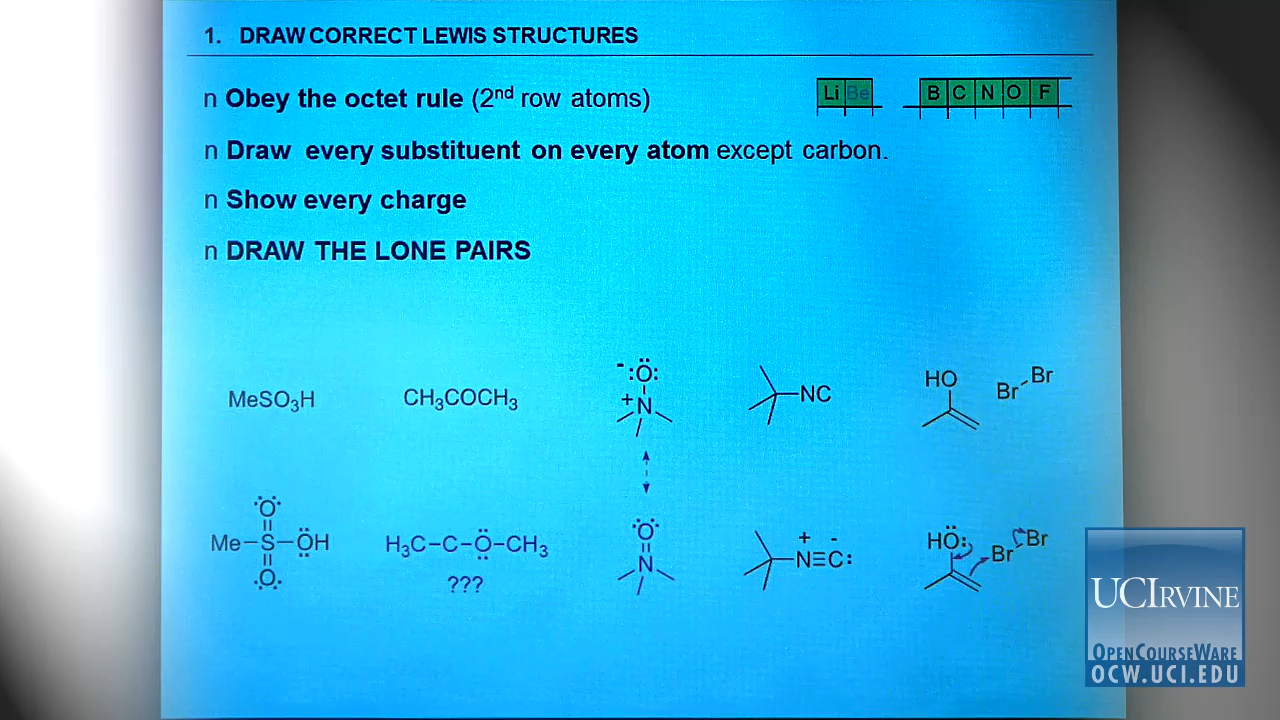 1. DRAW CORRECT LEWIS STRUCTURES
n Obey the octet rule (2nd row atoms)
Li Be B C N O F
n Draw every substituent on every atom except carbon.
n Show every charge
n DRAW THE LONE PAIRS
MeSO₃H CH₃COCH₃ - :Ö: + N NC HO Br Br
O Me S ÖH O
H₃C–C–Ö–CH₃
???
O N
+ - N≡C:
HÖ: Br Br
UCIRVINE
OPENCOURSEWARE
OCW.UCI.EDU